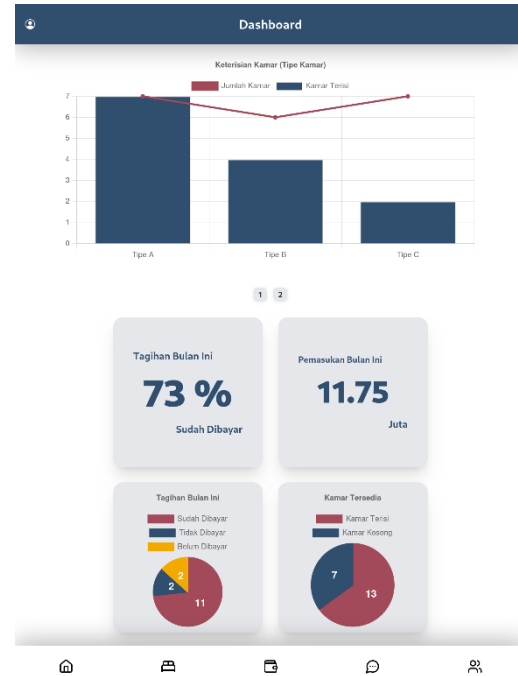 Dashboard
Keterisian Kamar (Tipe Kamar)
Jumlah Kamar Kamar Terisi
7
6
5
4
3
2
1
0
Tipe A Tipe B Tipe C
1 2
Tagihan Bulan Ini
73 %
Sudah Dibayar
Pemasukan Bulan Ini
11.75
Juta
Tagihan Bulan Ini
Sudah Dibayar
Tidak Dibayar
Belum Dibayar
2
2
11
Kamar Tersedia
Kamar Terisi
Kamar Kosong
7
13